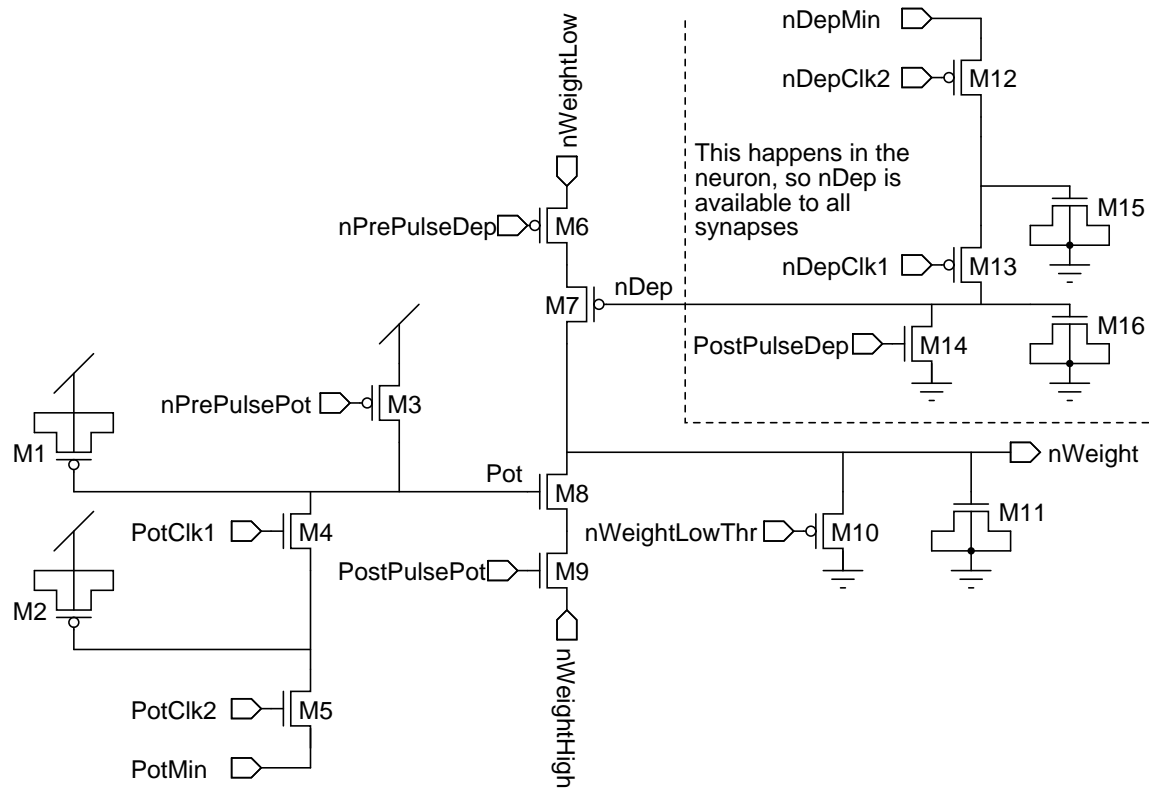 nDepMin
nWeightLow
nDepClk2
M12
This happens in the
neuron, so nDep is
available to all
synapses
M15
nPrePulseDep
M6
nDepClk1
M13
nDep
M7
M16
PostPulseDep
M14
nPrePulsePot
M3
M1
nWeight
Pot
M8
M11
PotClk1
M4
nWeightLowThr
M10
PostPulsePot
M9
M2
nWeightHigh
PotClk2
M5
PotMin